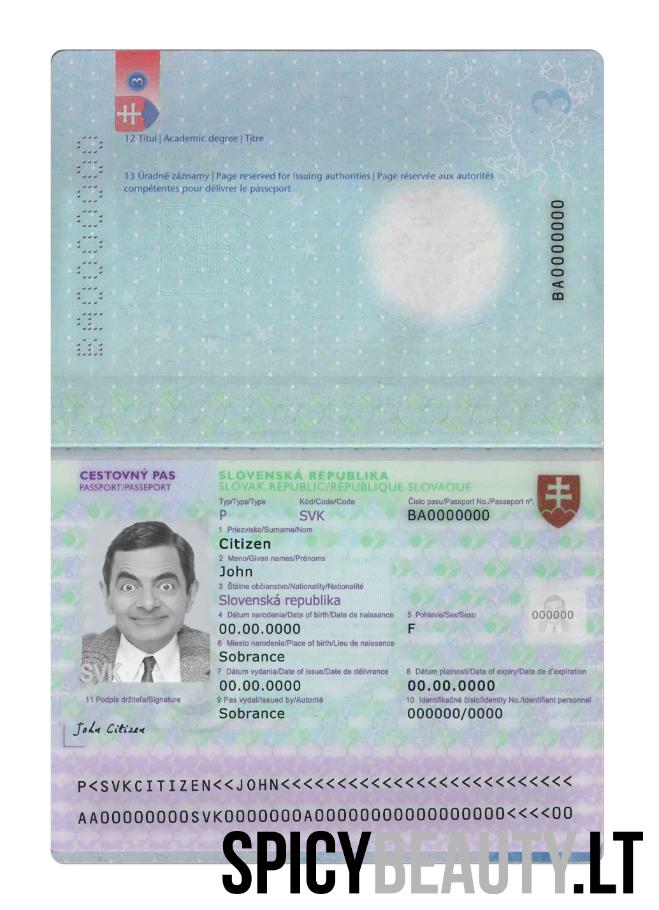 3
3
12 Titul | Academic degree | Titre
13 Úradné záznamy | Page reserved for issuing authorities | Page réservée aux autorités
compétentes pour délivrer le passeport
BA0000000
BA0000000
CESTOVNÝ PAS
PASSPORT/PASSEPORT
SLOVENSKÁ REPUBLIKA
SLOVAK REPUBLIC/RÉPUBLIQUE SLOVAQUE
Typ/Type/Type Kód/Code/Code Číslo pasu/Passport No./Passeport n°.
P SVK BA0000000
1 Priezvisko/Surname/Nom
Citizen
2 Meno/Given names/Prénoms
John
3 Štátne občianstvo/Nationality/Nationalité
Slovenská republika
4 Dátum narodenia/Date of birth/Date de naissance 5 Pohlavie/Sex/Sexe
00.00.0000 F
000000
6 Miesto narodenia/Place of birth/Lieu de naissance
Sobrance
7 Dátum vydania/Date of issue/Date de délivrance 8 Dátum platnosti/Date of expiry/Date de d'expiration
00.00.0000 00.00.0000
9 Pas vydal/Issued by/Autorité 10 Identifikačné číslo/Identity No./Identifiant personnel
Sobrance 000000/0000
SVK
11 Podpis držiteľa/Signature
John Citizen
P<SVKCITIZEN<<JOHN<<<<<<<<<<<<<<<<<<<<<<<<<<
AA00000000SVK0000000A00000000000000000<<<<00
SPICYBEAUTY.LT